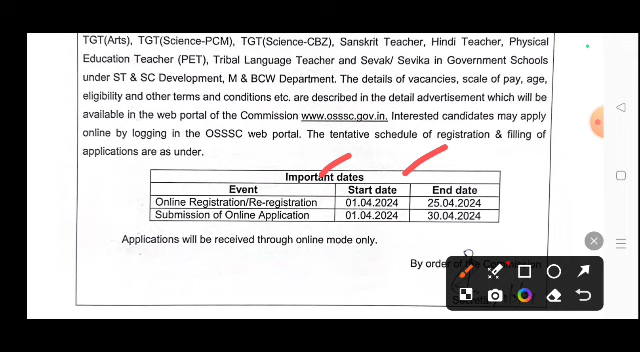 TGT(Arts), TGT(Science-PCM), TGT(Science-CBZ), Sanskrit Teacher, Hindi Teacher, Physical
Education Teacher (PET), Tribal Language Teacher and Sevak/ Sevika in Government Schools
under ST & SC Development, M & BCW Department. The details of vacancies, scale of pay, age,
eligibility and other terms and conditions etc. are described in the detail advertisement which will be
available in the web portal of the Commission www.osssc.gov.in. Interested candidates may apply
online by logging in the OSSSC web portal. The tentative schedule of registration & filling of
applications are as under.
Important dates
Event Start date End date
Online Registration/Re-registration 01.04.2024 25.04.2024
Submission of Online Application 01.04.2024 30.04.2024
Applications will be received through online mode only.
By order of the Commission
Secretary